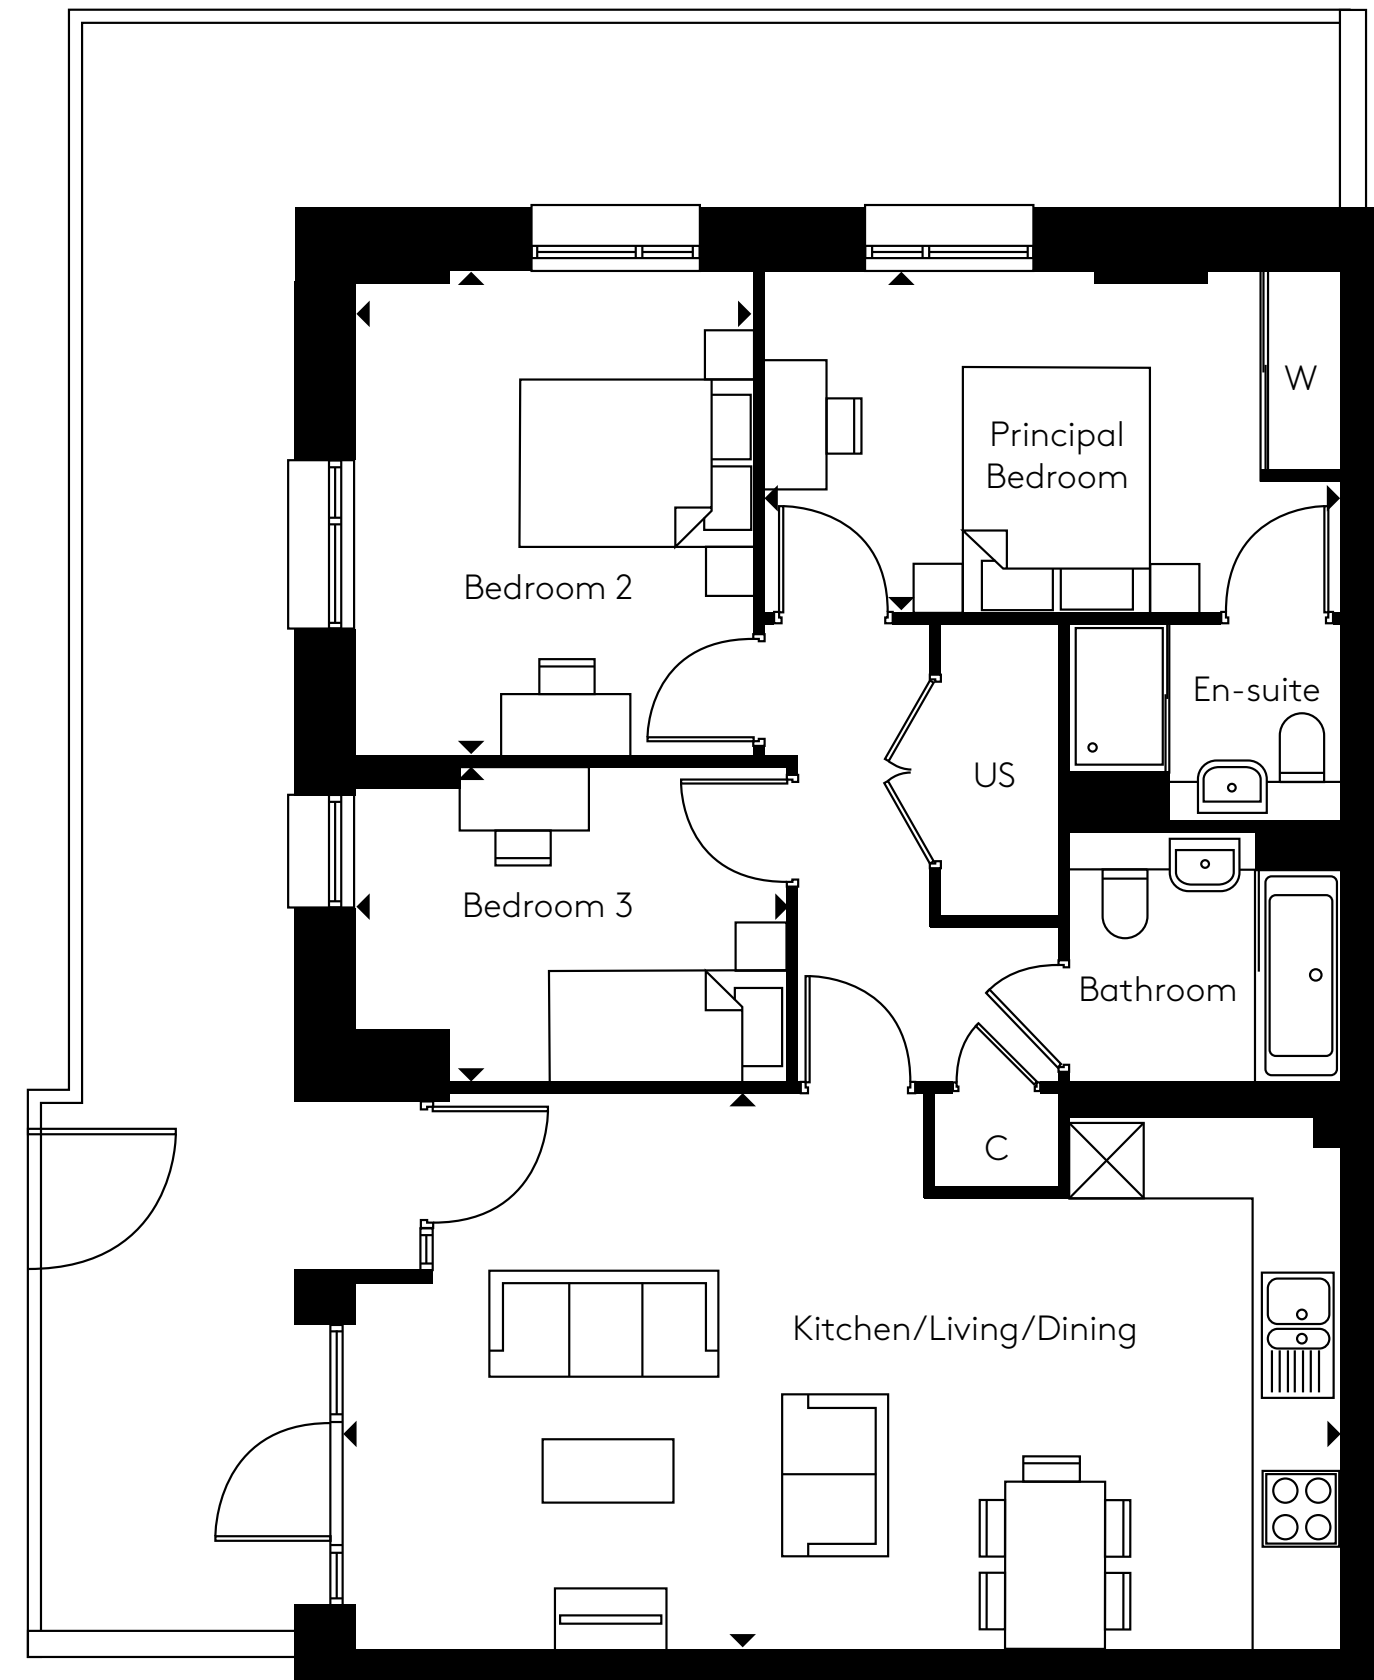 W
Principal
Bedroom
Bedroom 2
En-suite
US
Bedroom 3
Bathroom
C
Kitchen/Living/Dining